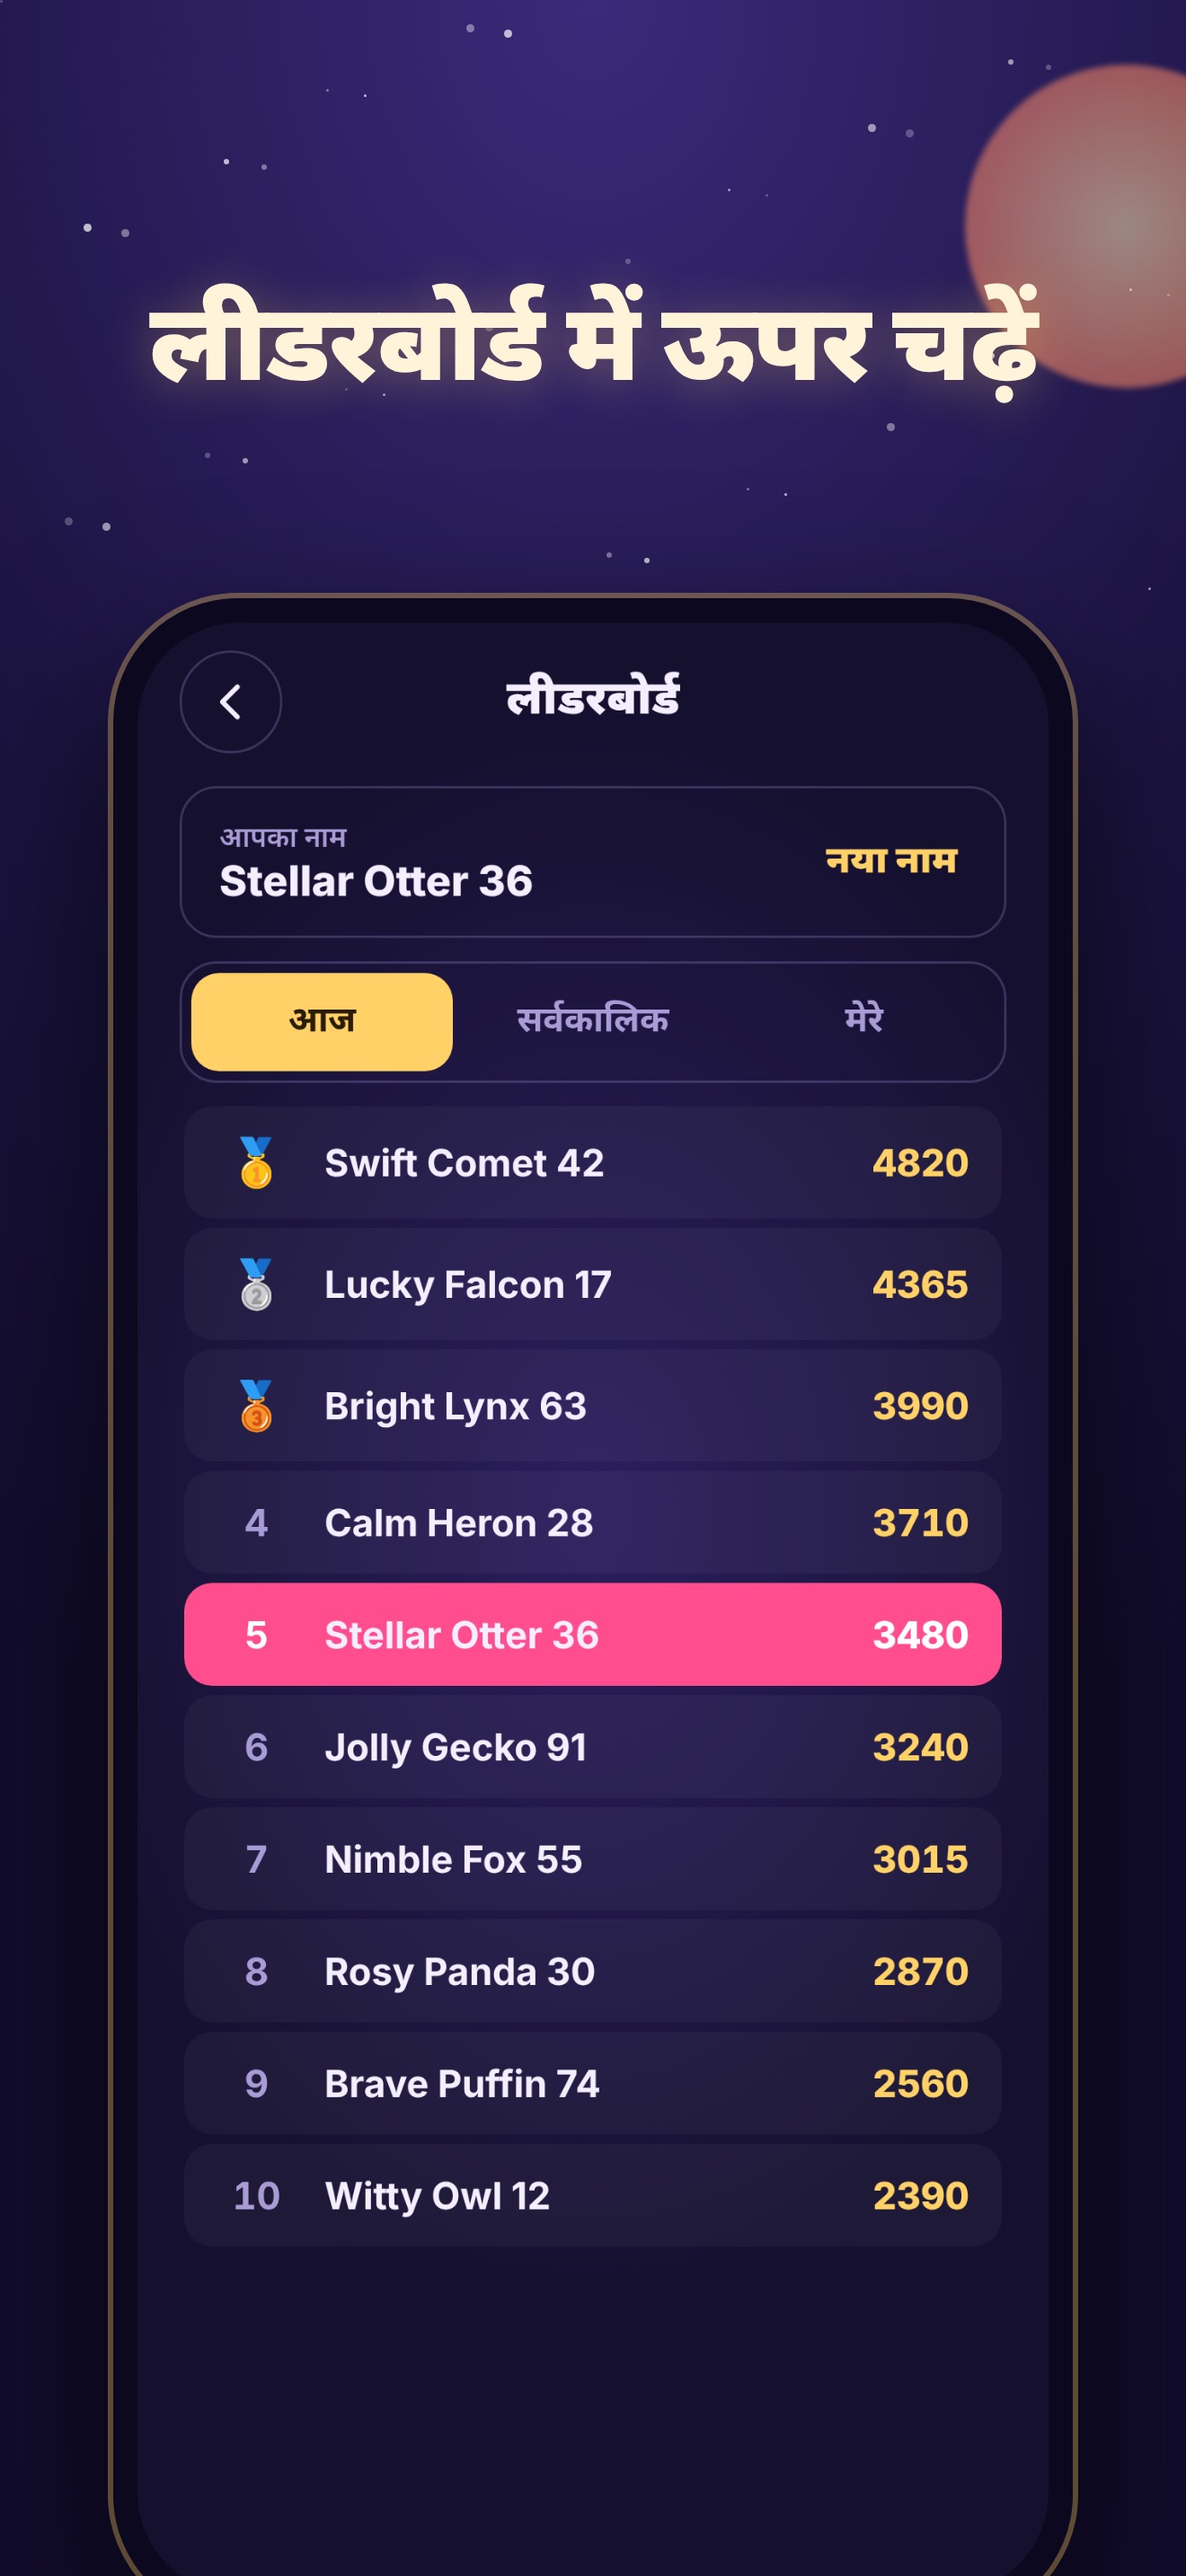 लीडरबोर्ड में ऊपर चढ़ें
लीडरबोर्ड
आपका नाम
Stellar Otter 36
नया नाम
आज सर्वकालिक मेरे
1 Swift Comet 42 4820
2 Lucky Falcon 17 4365
3 Bright Lynx 63 3990
4 Calm Heron 28 3710
5 Stellar Otter 36 3480
6 Jolly Gecko 91 3240
7 Nimble Fox 55 3015
8 Rosy Panda 30 2870
9 Brave Puffin 74 2560
10 Witty Owl 12 2390